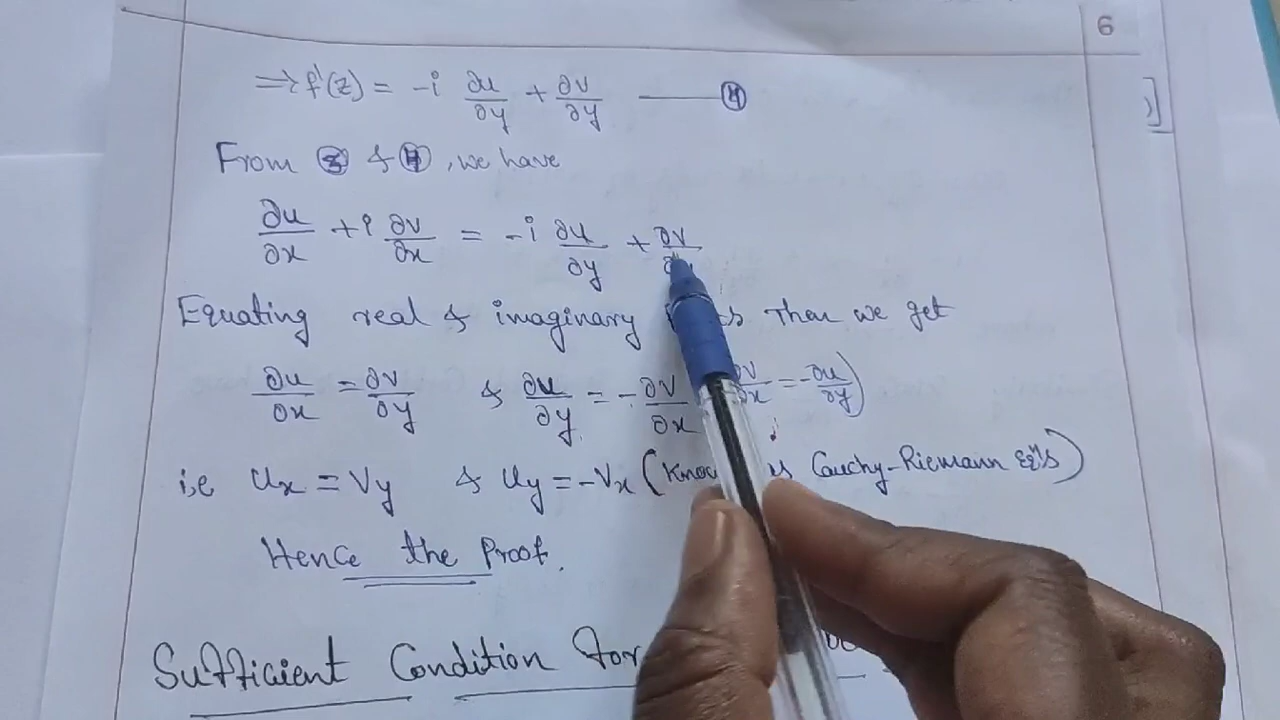 6
⇒ f'(z) = -i ∂u/∂y + ∂v/∂y —— ④
From ③ & ④, we have
∂u/∂x + i ∂v/∂x = -i ∂u/∂y + ∂v/
Equating real & imaginary then we get
∂u/∂x = ∂v/∂y & ∂u/∂y = -∂v/∂x ∂v/∂x = -∂u/∂y)
i,e Ux = Vy & Uy = -Vx ( Cauchy-Riemann Eq'ns)
Hence the Proof.
Sufficient Condition for